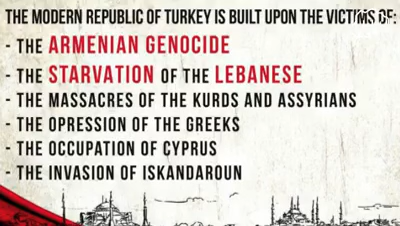 THE MODERN REPUBLIC OF TURKEY IS BUILT UPON THE VICTIMS OF:
- THE ARMENIAN GENOCIDE
- THE STARVATION OF THE LEBANESE
- THE MASSACRES OF THE KURDS AND ASSYRIANS
- THE OPRESSION OF THE GREEKS
- THE OCCUPATION OF CYPRUS
- THE INVASION OF ISKANDAROUN